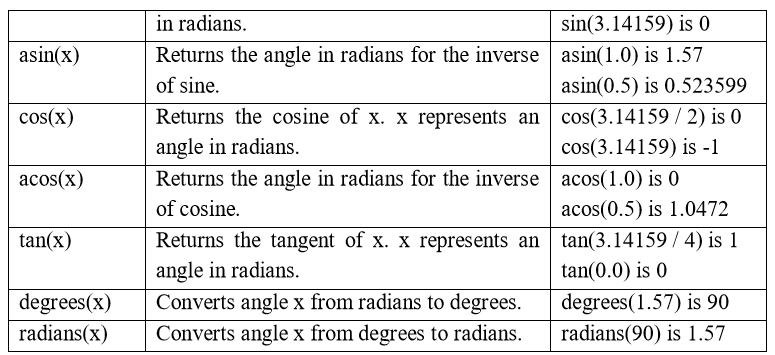 in radians. sin(3.14159) is 0
asin(x) Returns the angle in radians for the inverse asin(1.0) is 1.57
of sine. asin(0.5) is 0.523599
cos(x) Returns the cosine of x. x represents an cos(3.14159 / 2) is 0
angle in radians. cos(3.14159) is -1
acos(x) Returns the angle in radians for the inverse acos(1.0) is 0
of cosine. acos(0.5) is 1.0472
tan(x) Returns the tangent of x. x represents an tan(3.14159 / 4) is 1
angle in radians. tan(0.0) is 0
degrees(x) Converts angle x from radians to degrees. degrees(1.57) is 90
radians(x) Converts angle x from degrees to radians. radians(90) is 1.57